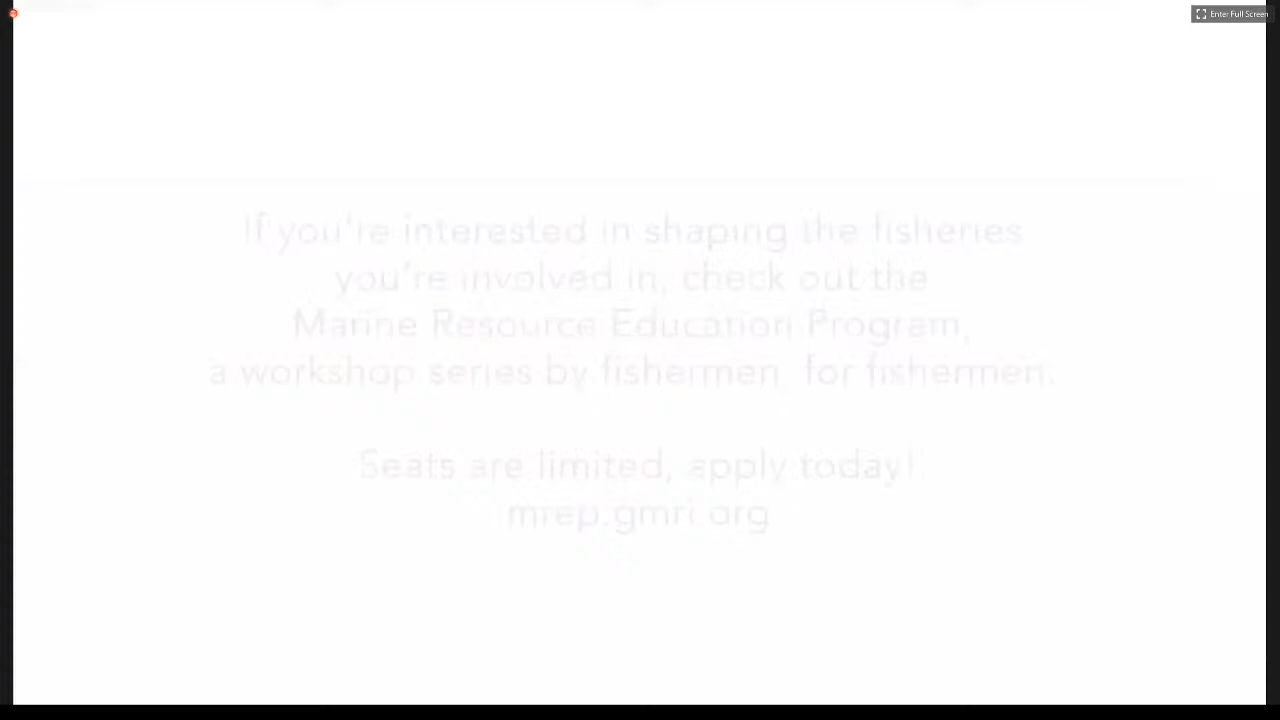 Enter Full Screen
If you're interested in shaping the fisheries
you're involved in, check out the
Marine Resource Education Program,
a workshop series by fishermen, for fishermen.
Seats are limited, apply today!
mrep.gmri.org